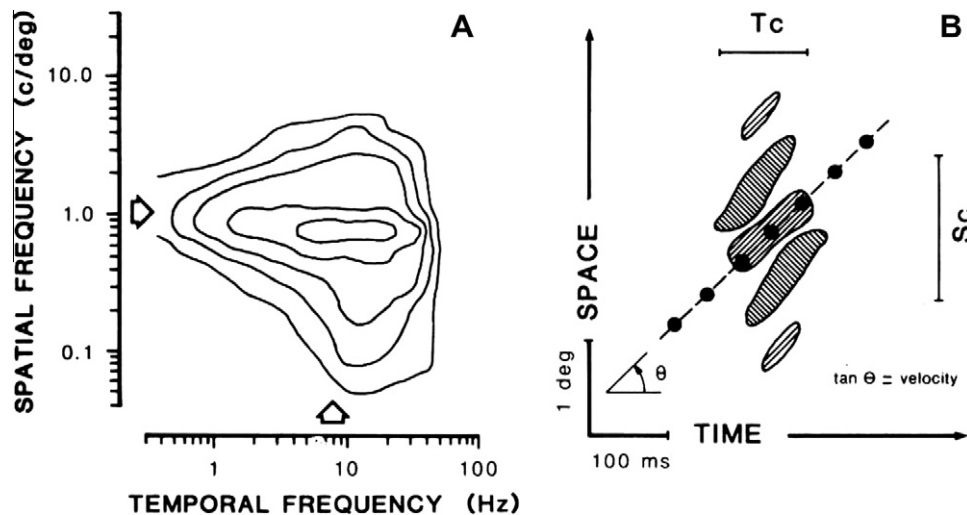 A
SPATIAL FREQUENCY (c/deg)
10.0
1.0
0.1
1
10
100
TEMPORAL FREQUENCY (Hz)
B
Tc
Sc
SPACE
1 deg
θ
tan θ = velocity
TIME
100 ms